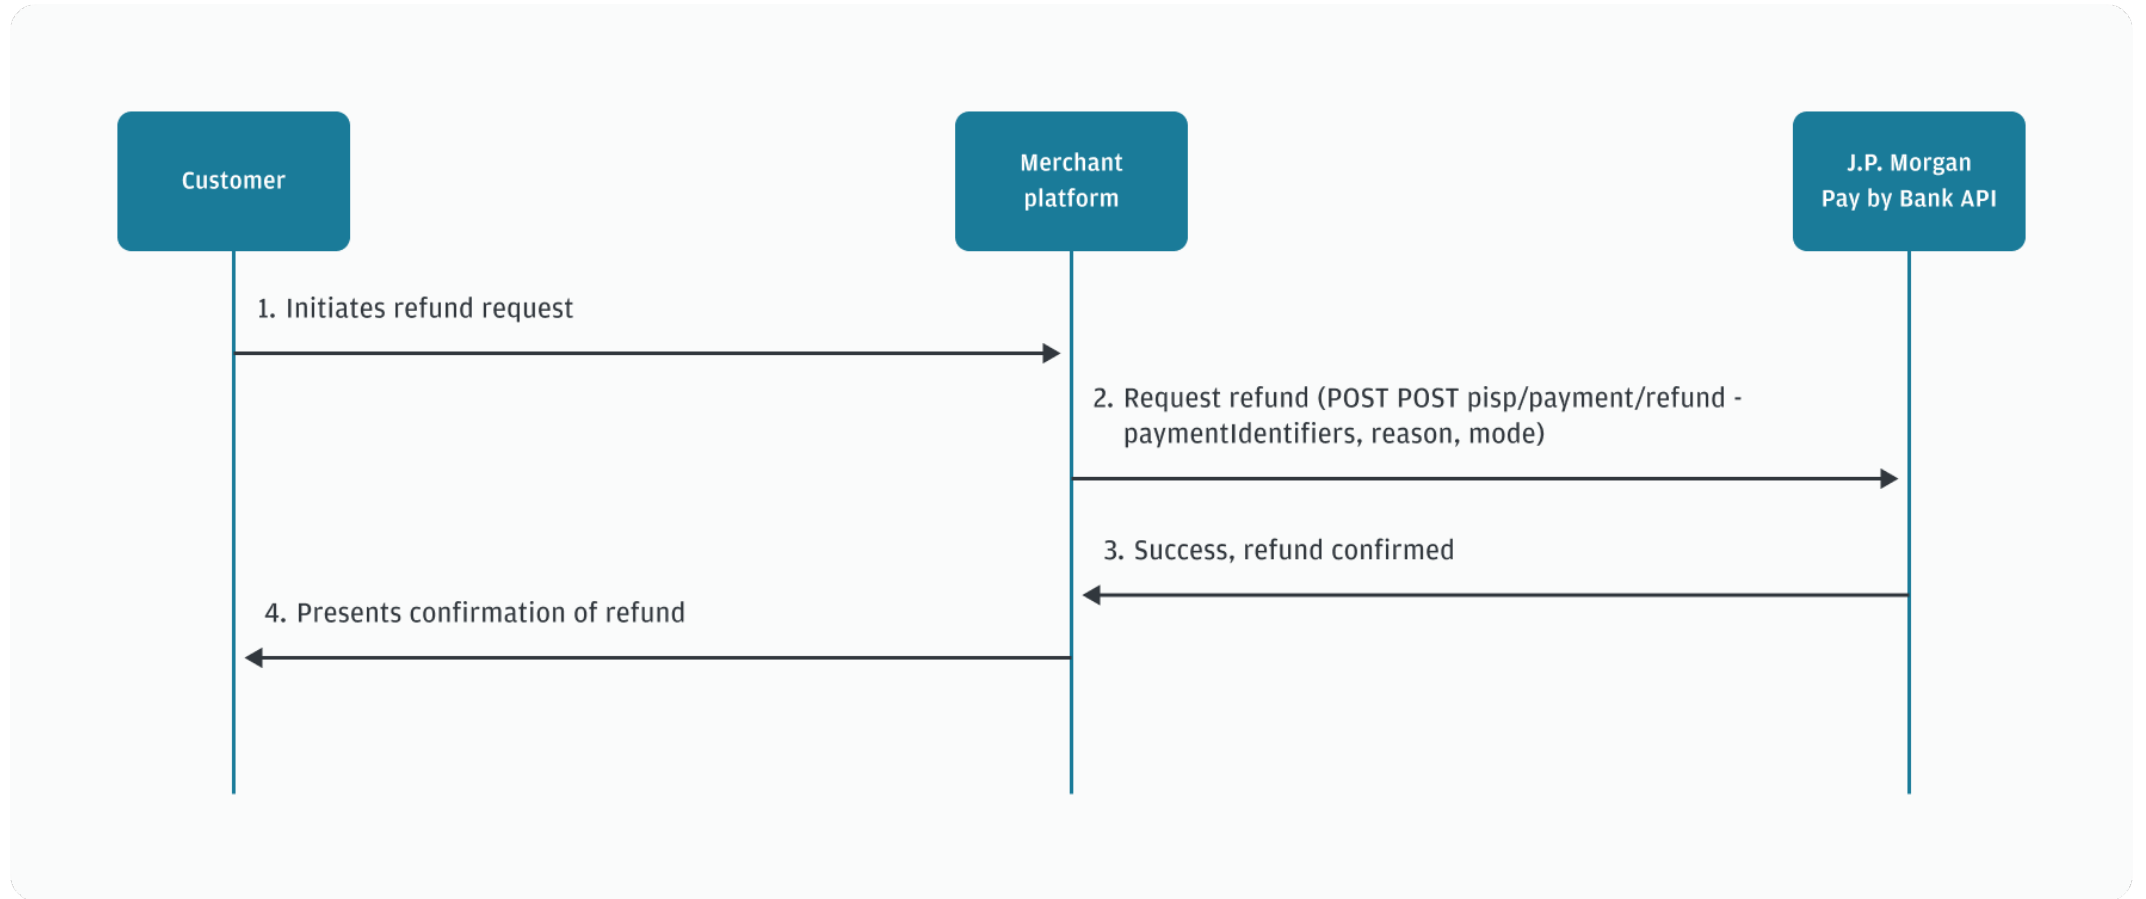 Customer
Merchant
platform
J.P. Morgan
Pay by Bank API
1. Initiates refund request
2. Request refund (POST POST pisp/payment/refund -
paymentIdentifiers, reason, mode)
3. Success, refund confirmed
4. Presents confirmation of refund